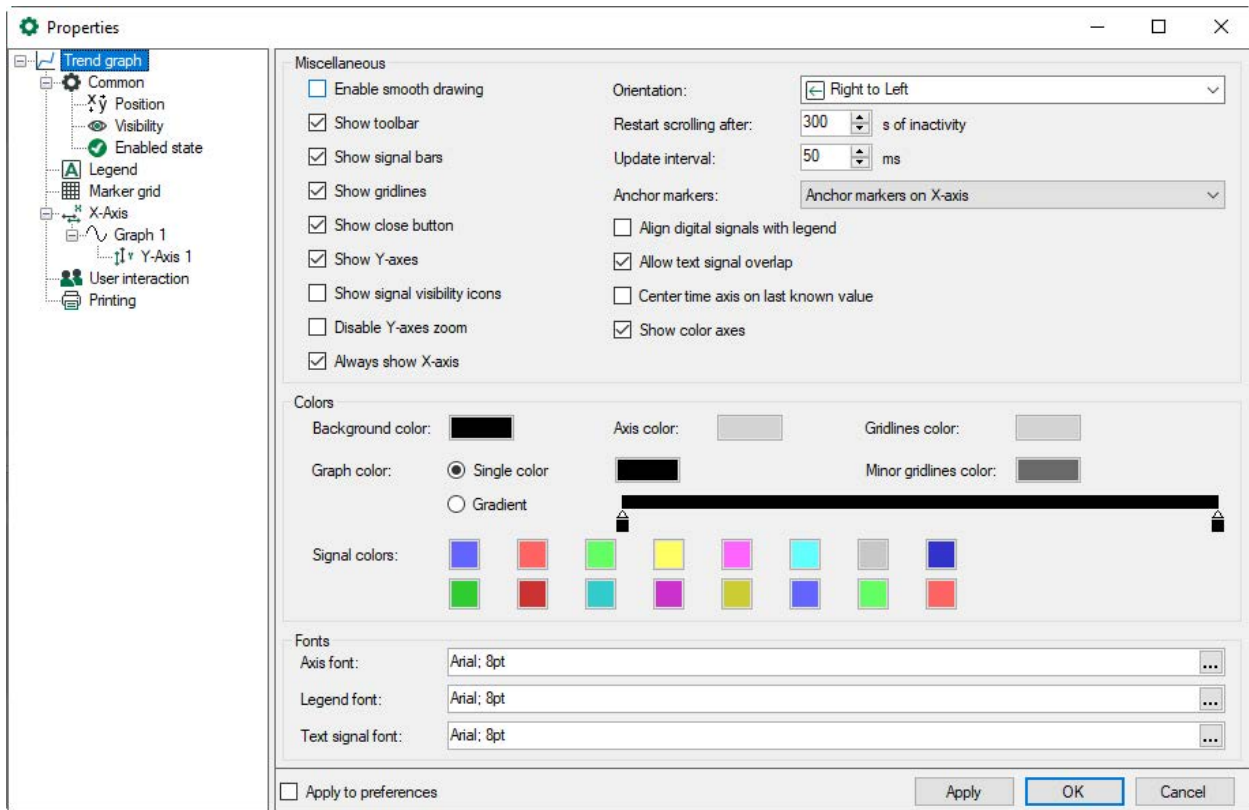 Properties
Trend graph
Common
Position
Visibility
Enabled state
Legend
Marker grid
X-Axis
Graph 1
Y-Axis 1
User interaction
Printing
Miscellaneous
Enable smooth drawing
Show toolbar
Show signal bars
Show gridlines
Show close button
Show Y-axes
Show signal visibility icons
Disable Y-axes zoom
Always show X-axis
Orientation: Right to Left
Restart scrolling after: 300 s of inactivity
Update interval: 50 ms
Anchor markers: Anchor markers on X-axis
Align digital signals with legend
Allow text signal overlap
Center time axis on last known value
Show color axes
Colors
Background color: Axis color: Gridlines color:
Graph color: Single color Minor gridlines color:
Gradient
Signal colors:
Fonts
Axis font: Arial; 8pt ...
Legend font: Arial; 8pt ...
Text signal font: Arial; 8pt ...
Apply to preferences Apply OK Cancel